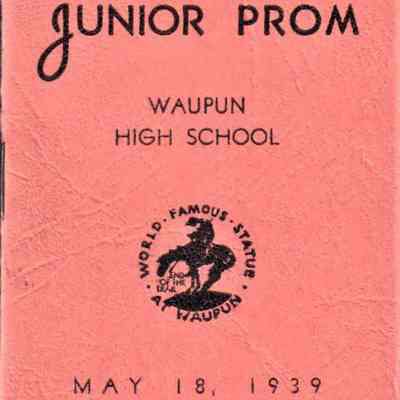 JUNIOR PROM
WAUPUN
HIGH SCHOOL
WORLD · FAMOUS · STATUE
END
OF THE
TRAIL
· AT WAUPUN ·
MAY 18, 1939